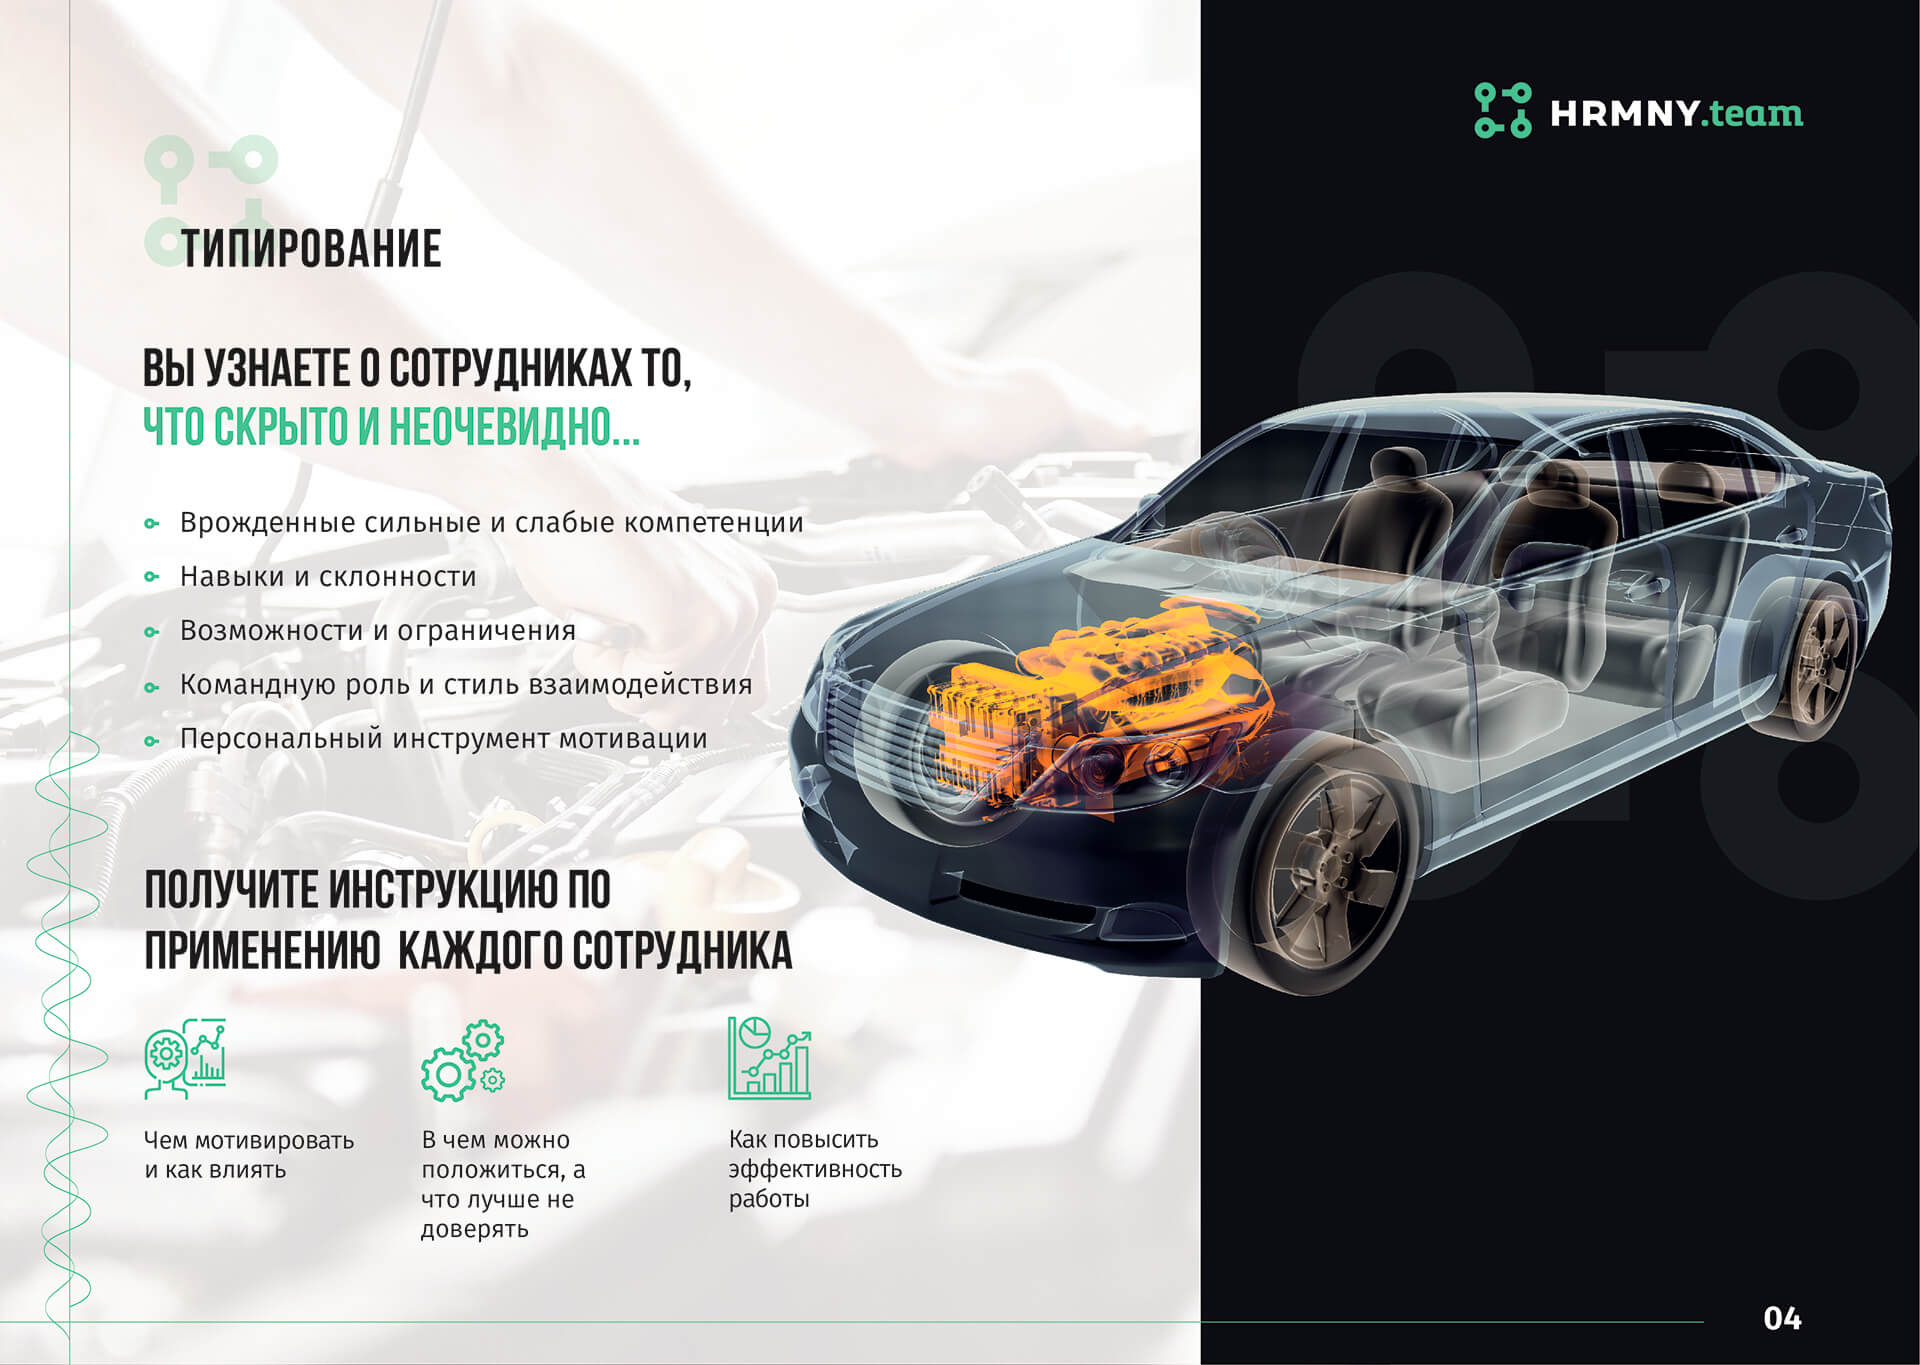 HRMNY.team
ТИПИРОВАНИЕ
ВЫ УЗНАЕТЕ О СОТРУДНИКАХ ТО,
ЧТО СКРЫТО И НЕОЧЕВИДНО...
Врожденные сильные и слабые компетенции
Навыки и склонности
Возможности и ограничения
Командную роль и стиль взаимодействия
Персональный инструмент мотивации
ПОЛУЧИТЕ ИНСТРУКЦИЮ ПО
ПРИМЕНЕНИЮ КАЖДОГО СОТРУДНИКА
Чем мотивировать
и как влиять
В чем можно
положиться, а
что лучше не
доверять
Как повысить
эффективность
работы
04